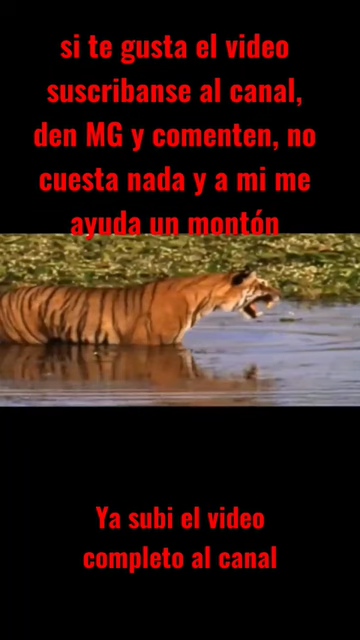 si te gusta el video
suscribanse al canal,
den MG y comenten, no
cuesta nada y a mi me
ayuda un montón
Ya subi el video
completo al canal